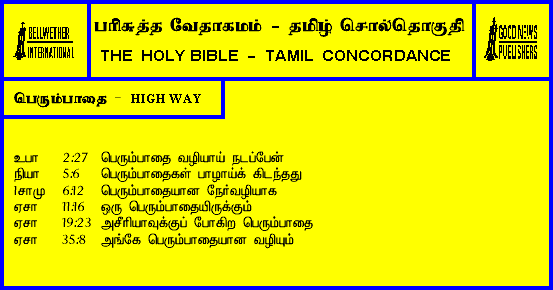 BELLWETHER
INTERNATIONAL
பரிசுத்த வேதாகமம் - தமிழ் சொல்தொகுதி
THE HOLY BIBLE - TAMIL CONCORDANCE
GOOD NEWS
PUBLISHERS
பெரும்பாதை - HIGH WAY
உபா 2:27 பெரும்பாதை வழியாய் நடப்பேன்
நியா 5:6 பெரும்பாதைகள் பாழாய்க் கிடந்தது
1சாமு 6:12 பெரும்பாதையான நேர்வழியாக
ஏசா 11:16 ஒரு பெரும்பாதையிருக்கும்
ஏசா 19:23 அசீரியாவுக்குப் போகிற பெரும்பாதை
ஏசா 35:8 அங்கே பெரும்பாதையான வழியும்